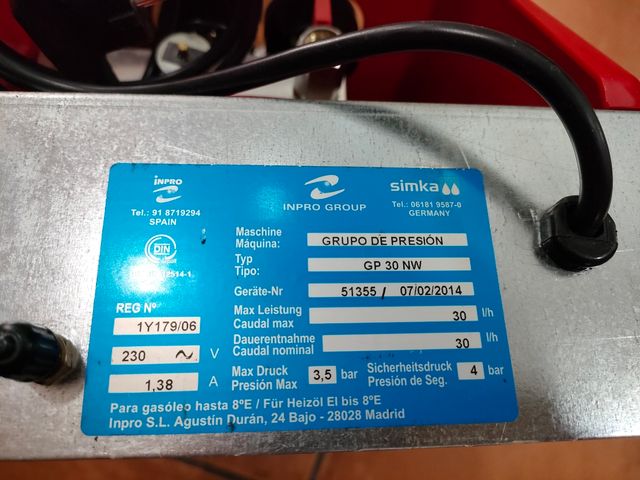 inpro
Tel.: 91 8719294
SPAIN
INPRO GROUP
simka
Tel.: 06181 9587-0
GERMANY
DIN
2514-1
Maschine
Máquina:
GRUPO DE PRESIÓN
Typ
Tipo:
GP 30 NW
Geräte-Nr
51355 / 07/02/2014
REG Nº
1Y179/06
230 ~ V
1,38 A
Max Leistung
Caudal max
30 l/h
Dauerentnahme
Caudal nominal
30 l/h
Max Druck
Presión Max
3,5 bar
Sicherheitsdruck
Presión de Seg.
4 bar
Para gasóleo hasta 8ºE / Für Heizöl El bis 8ºE
Inpro S.L. Agustín Durán, 24 Bajo - 28028 Madrid